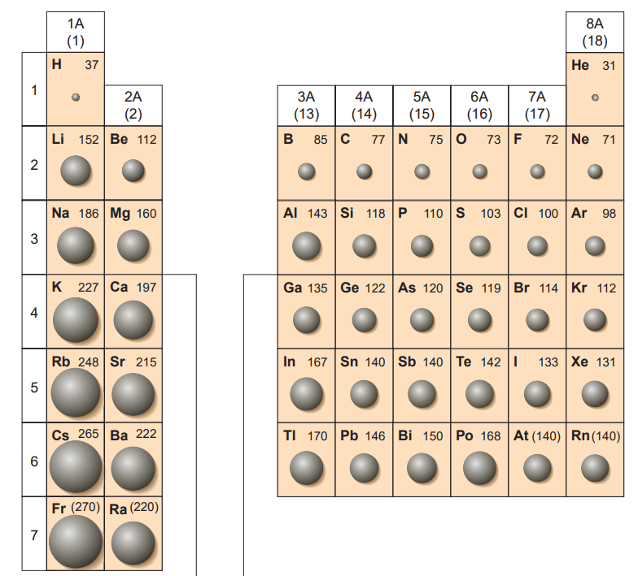 1A
(1)
8A
(18)
1
H 37
He 31
2A
(2)
3A
(13)
4A
(14)
5A
(15)
6A
(16)
7A
(17)
2
Li 152 Be 112 B 85 C 77 N 75 O 73 F 72 Ne 71
3
Na 186 Mg 160 Al 143 Si 118 P 110 S 103 Cl 100 Ar 98
4
K 227 Ca 197 Ga 135 Ge 122 As 120 Se 119 Br 114 Kr 112
5
Rb 248 Sr 215 In 167 Sn 140 Sb 140 Te 142 I 133 Xe 131
6
Cs 265 Ba 222 Tl 170 Pb 146 Bi 150 Po 168 At (140) Rn (140)
7
Fr (270) Ra (220)